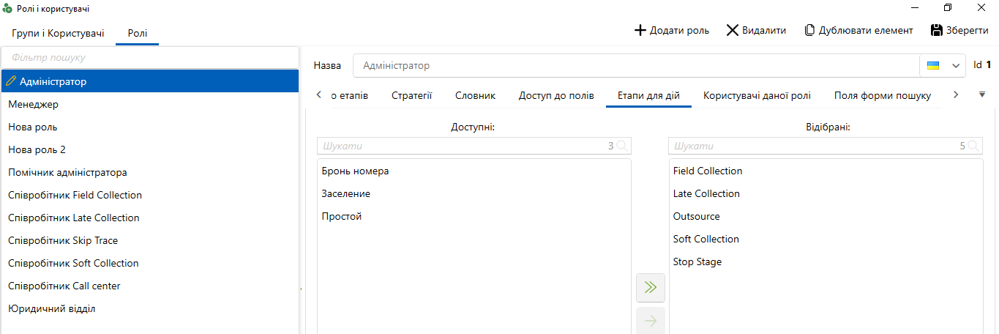 Ролі і користувачі
Групи і Користувачі Ролі
Додати роль Видалити Дублювати елемент Зберегти
Фільтр пошуку
Адміністратор
Менеджер
Нова роль
Нова роль 2
Помічник адміністратора
Співробітник Field Collection
Співробітник Late Collection
Співробітник Skip Trace
Співробітник Soft Collection
Співробітник Call center
Юридичний відділ
Назва Адміністратор Id 1
о етапів Стратегії Словник Доступ до полів Етапи для дій Користувачі даної ролі Поля форми пошуку
Доступні:
Шукати 3
Бронь номера
Заселение
Простой
Відібрані:
Шукати 5
Field Collection
Late Collection
Outsource
Soft Collection
Stop Stage